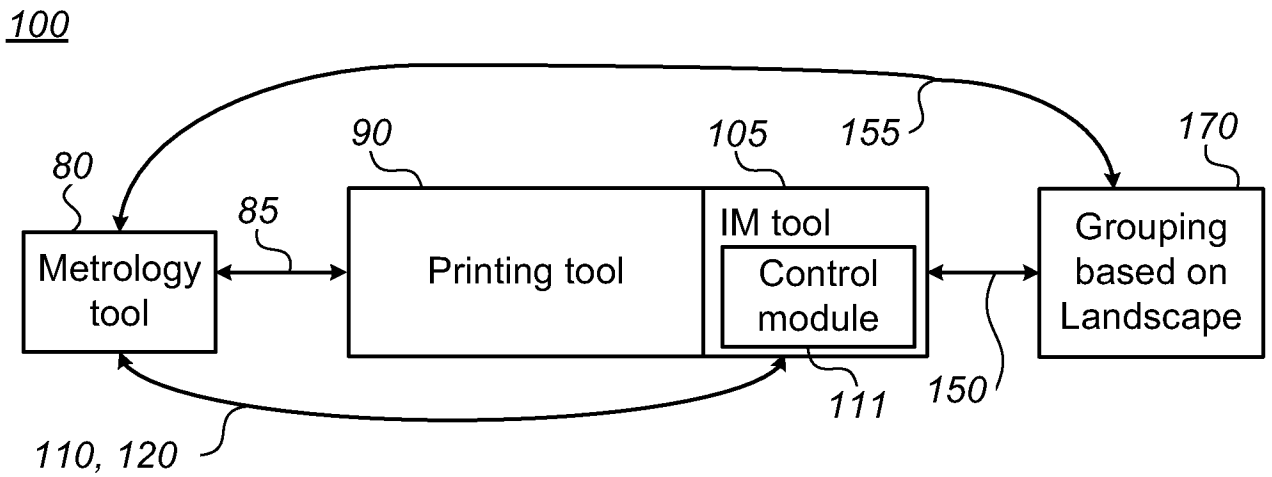 100
155
90
105
170
80
85
Metrology
tool
Printing tool
IM tool
Control
module
Grouping
based on
Landscape
111
150
110, 120